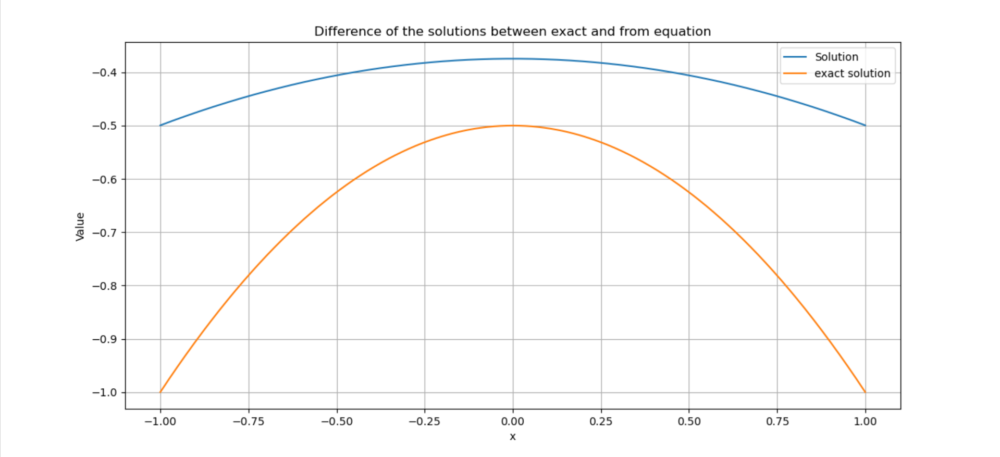 Difference of the solutions between exact and from equation
Solution
exact solution
−0.4
−0.5
−0.6
−0.7
−0.8
−0.9
−1.0
Value
−1.00 −0.75 −0.50 −0.25 0.00 0.25 0.50 0.75 1.00
x